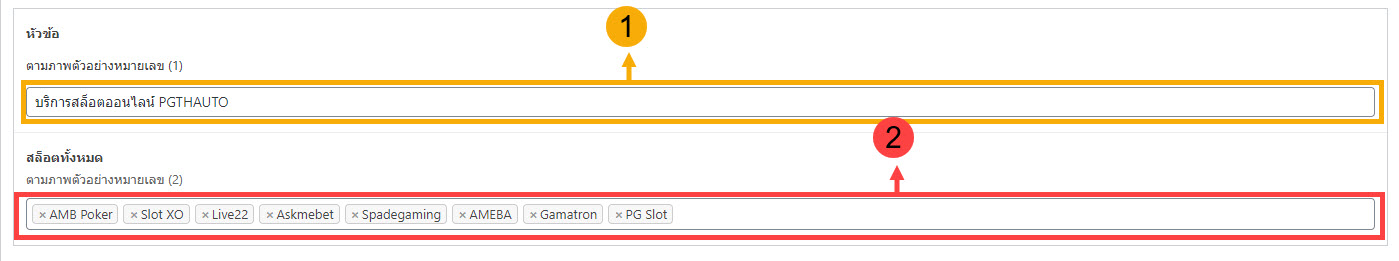 1
หัวข้อ
ตามภาพตัวอย่างหมายเลข (1)
บริการสล็อตออนไลน์ PGTHAUTO
2
สล็อตทั้งหมด
ตามภาพตัวอย่างหมายเลข (2)
× AMB Poker × Slot XO × Live22 × Askmebet × Spadegaming × AMEBA × Gamatron × PG Slot